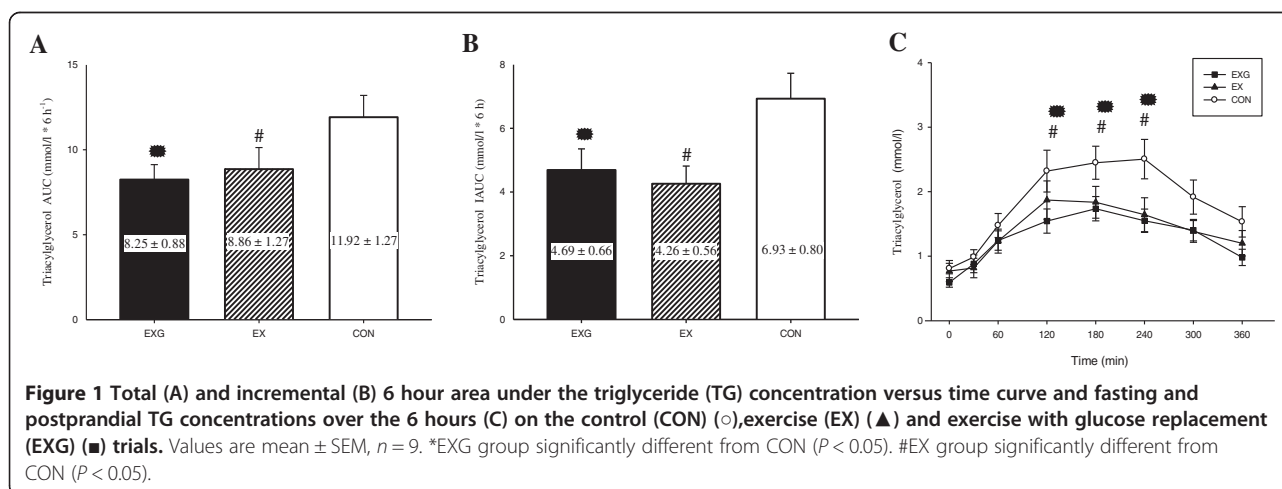 A
Triacylglycerol AUC (mmol/l * 6 h⁻¹)
15
10
5
0
#
8.25 ± 0.88
8.86 ± 1.27
11.92 ± 1.27
EXG
EX
CON
B
Triacylglycerol IAUC (mmol/l * 6 h)
8
6
4
2
0
#
4.69 ± 0.66
4.26 ± 0.56
6.93 ± 0.80
EXG
EX
CON
C
Triacylglycerol (mmol/l)
4
3
2
1
0
EXG
EX
CON
# # #
0 60 120 180 240 300 360
Time (min)
Figure 1 Total (A) and incremental (B) 6 hour area under the triglyceride (TG) concentration versus time curve and fasting and
postprandial TG concentrations over the 6 hours (C) on the control (CON) (○),exercise (EX) (▲) and exercise with glucose replacement
(EXG) (■) trials. Values are mean ± SEM, n = 9. *EXG group significantly different from CON (P < 0.05). #EX group significantly different from
CON (P < 0.05).